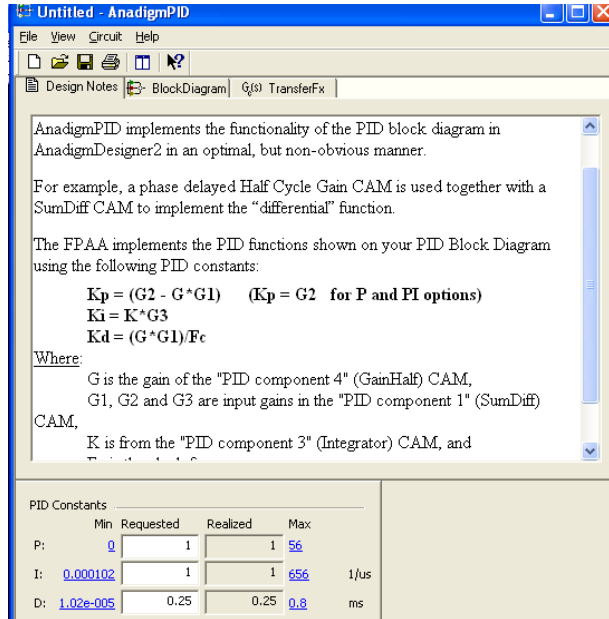 Untitled - AnadigmPID
File View Circuit Help
Design Notes BlockDiagram G(s) TransferFx
AnadigmPID implements the functionality of the PID block diagram in
AnadigmDesigner2 in an optimal, but non-obvious manner.
For example, a phase delayed Half Cycle Gain CAM is used together with a
SumDiff CAM to implement the “differential” function.
The FPAA implements the PID functions shown on your PID Block Diagram
using the following PID constants:
Kp = (G2 - G*G1) (Kp = G2 for P and PI options)
Ki = K*G3
Kd = (G*G1)/Fc
Where:
G is the gain of the "PID component 4" (GainHalf) CAM,
G1, G2 and G3 are input gains in the "PID component 1" (SumDiff)
CAM,
K is from the "PID component 3" (Integrator) CAM, and
PID Constants
Min Requested Realized Max
P: 0 1 1 56
I: 0.000102 1 1 656 1/us
D: 1.02e-005 0.25 0.25 0.8 ms